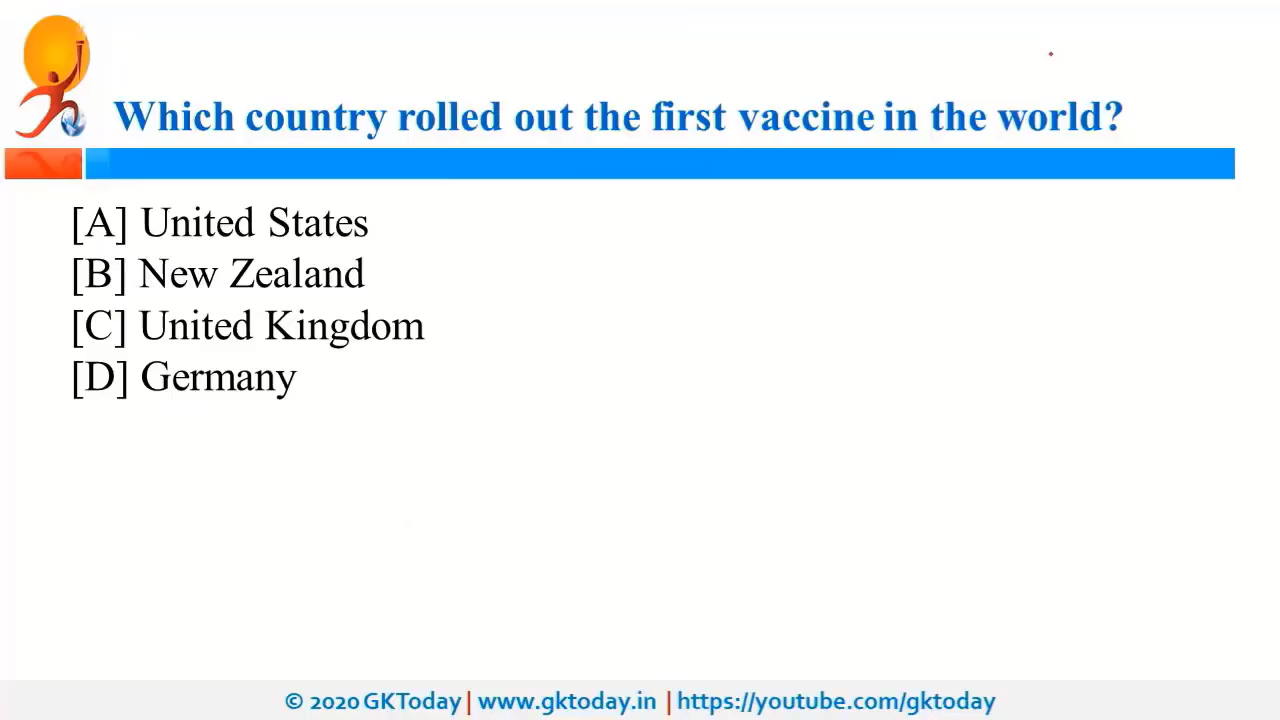 Which country rolled out the first vaccine in the world?
[A] United States
[B] New Zealand
[C] United Kingdom
[D] Germany
© 2020 GKToday | www.gktoday.in | https://youtube.com/gktoday